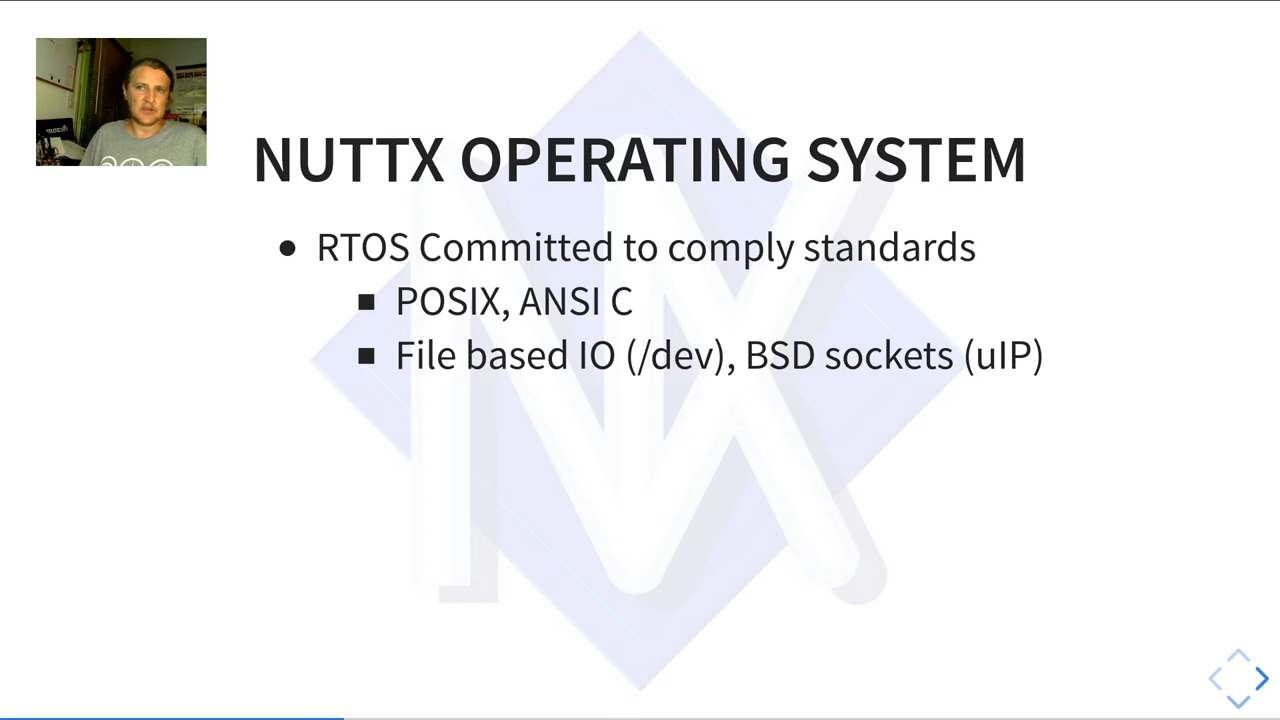 NUTTX OPERATING SYSTEM
RTOS Committed to comply standards
POSIX, ANSI C
File based IO (/dev), BSD sockets (uIP)